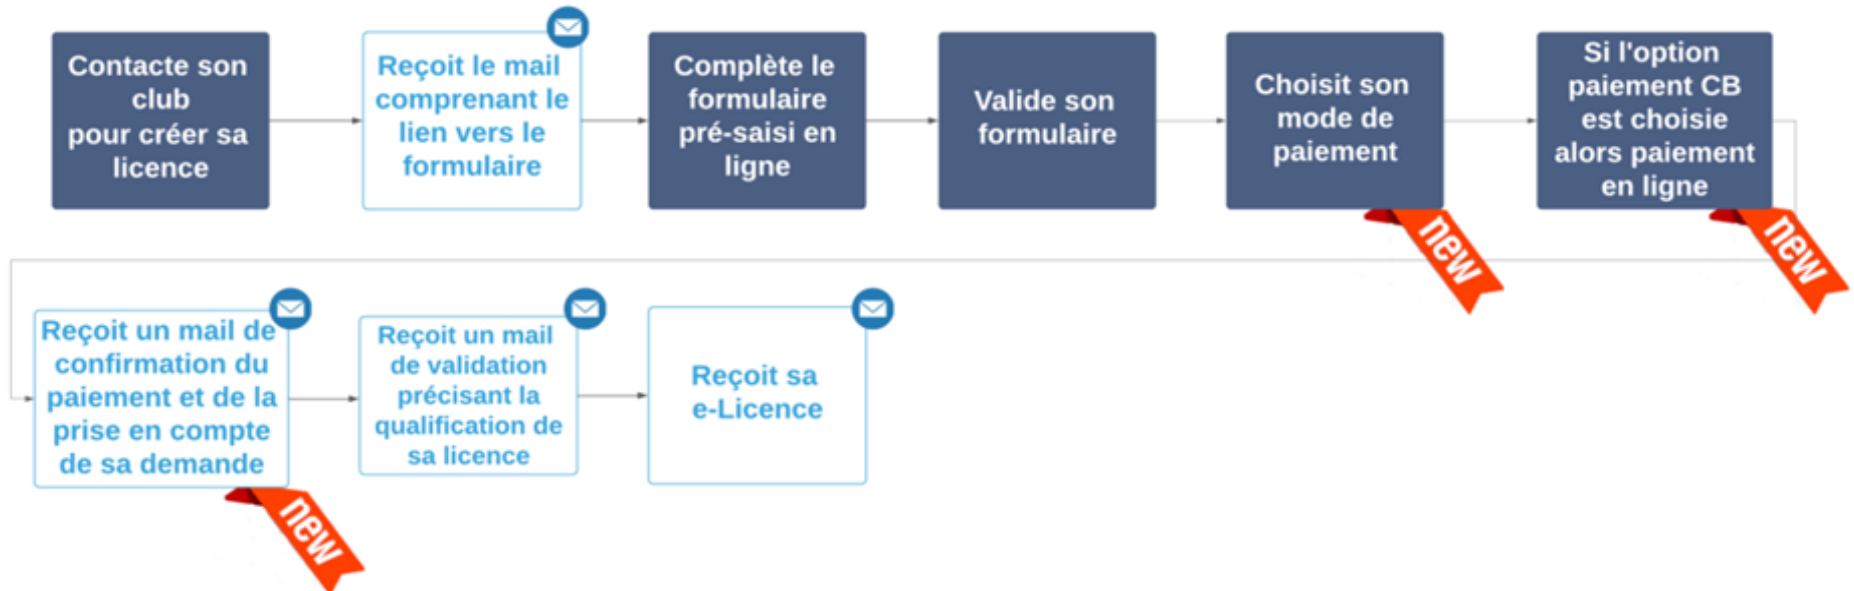 Contacte son
club
pour créer sa
licence
Reçoit le mail
comprenant le
lien vers le
formulaire
Complète le
formulaire
pré-saisi en
ligne
Valide son
formulaire
Choisit son
mode de
paiement
new
Si l'option
paiement CB
est choisie
alors paiement
en ligne
new
Reçoit un mail de
confirmation du
paiement et de la
prise en compte
de sa demande
new
Reçoit un mail
de validation
précisant la
qualification de
sa licence
Reçoit sa
e-Licence